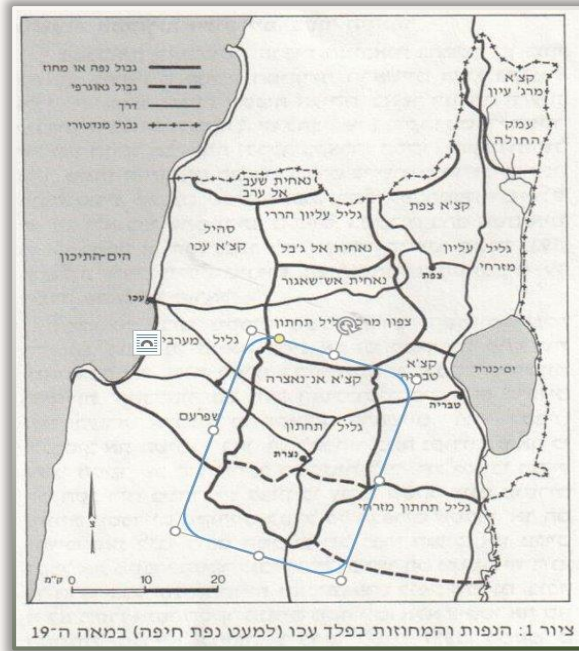 גבול נפה או מחוז
גבול גאוגרפי
דרך
גבול מנדטורי
קצ'א
מרג' עיון
עמק
החולה
נאחית שעב
אל ערב
קצ'א צפת
גליל עליון הררי
סהיל
קצ'א עכו
גליל עליון
מזרחי
נאחית אל ג'בל
הים-התיכון
צפת
נאחית אש-שאגור
עכו
צפון מרכז גליל תחתון
גליל מערבי
ים-כנרת
קצ'א
טבריה
קצ'א אנ-נאצרה
טבריה
שפרעם
גליל תחתון
נצרת
גליל תחתון מזרחי
צ
ק"מ
0
10
20
ציור 1: הנפות והמחוזות בפלך עכו (למעט נפת חיפה) במאה ה־19